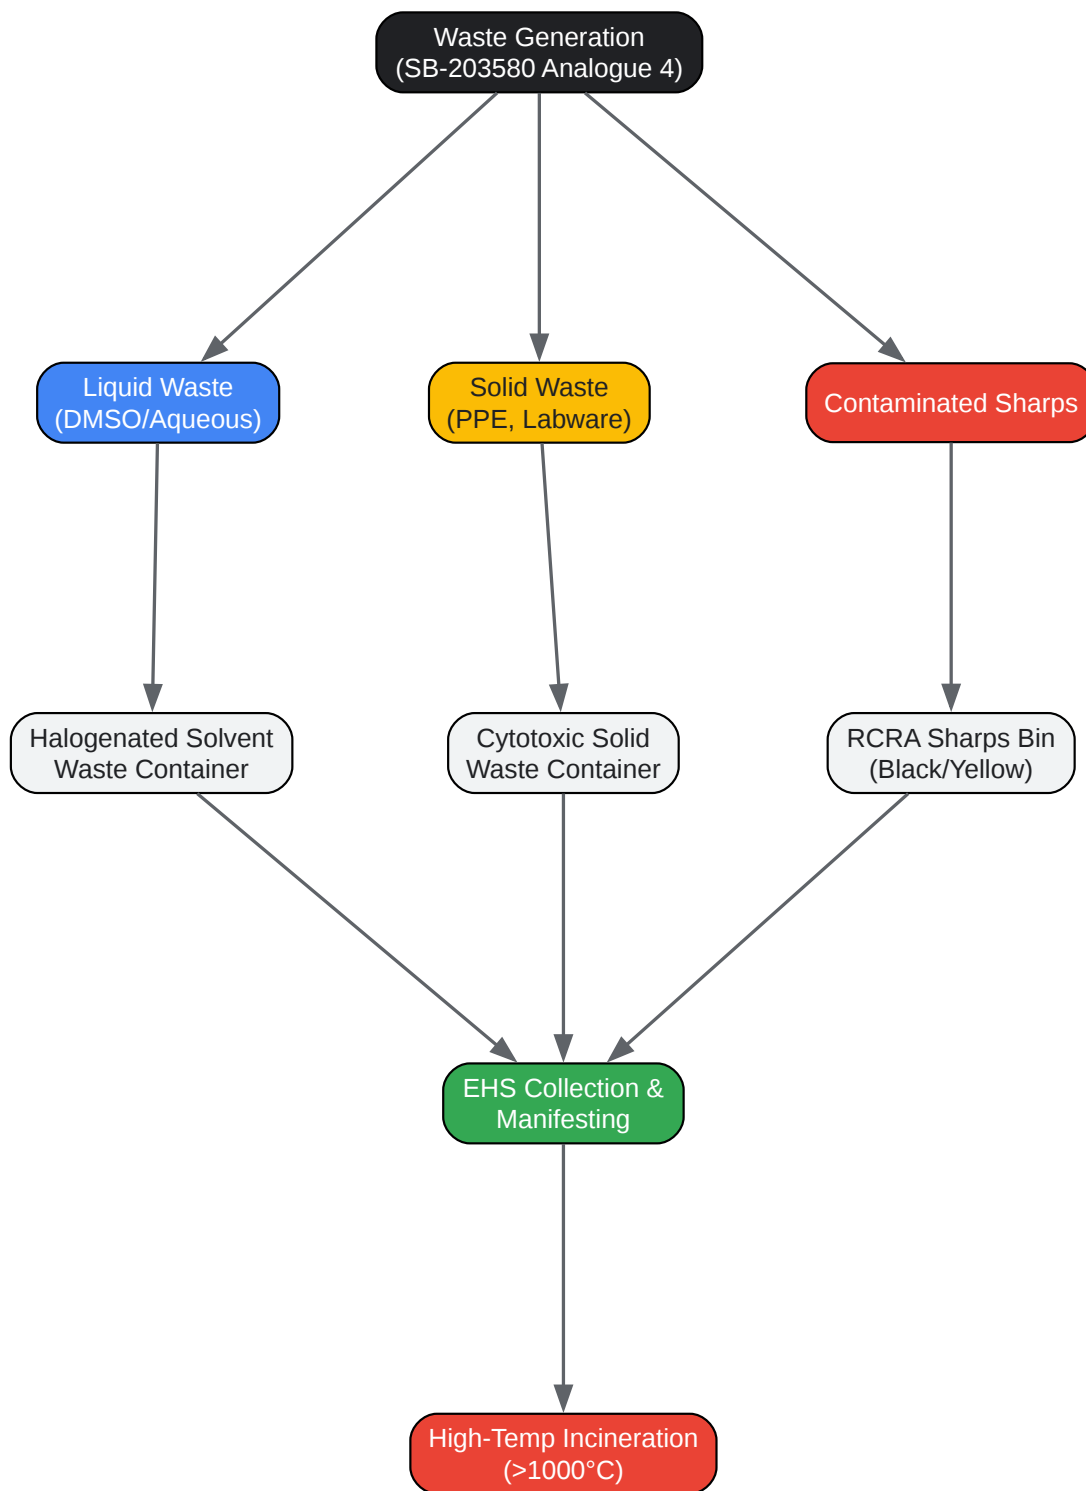 Waste Generation
(SB-203580 Analogue 4)
Liquid Waste
(DMSO/Aqueous)
Solid Waste
(PPE, Labware)
Contaminated Sharps
Halogenated Solvent
Waste Container
Cytotoxic Solid
Waste Container
RCRA Sharps Bin
(Black/Yellow)
EHS Collection &
Manifesting
High-Temp Incineration
(>1000°C)